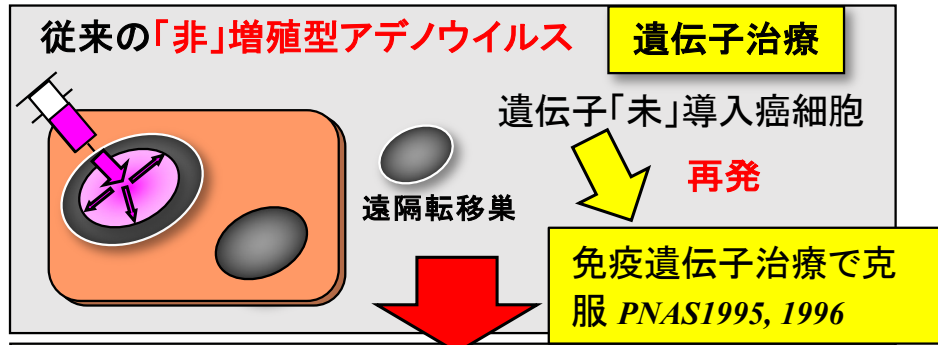 従来の「非」増殖型アデノウイルス
遺伝子治療
遺伝子「未」導入癌細胞
再発
遠隔転移巣
免疫遺伝子治療で克
服 PNAS1995, 1996